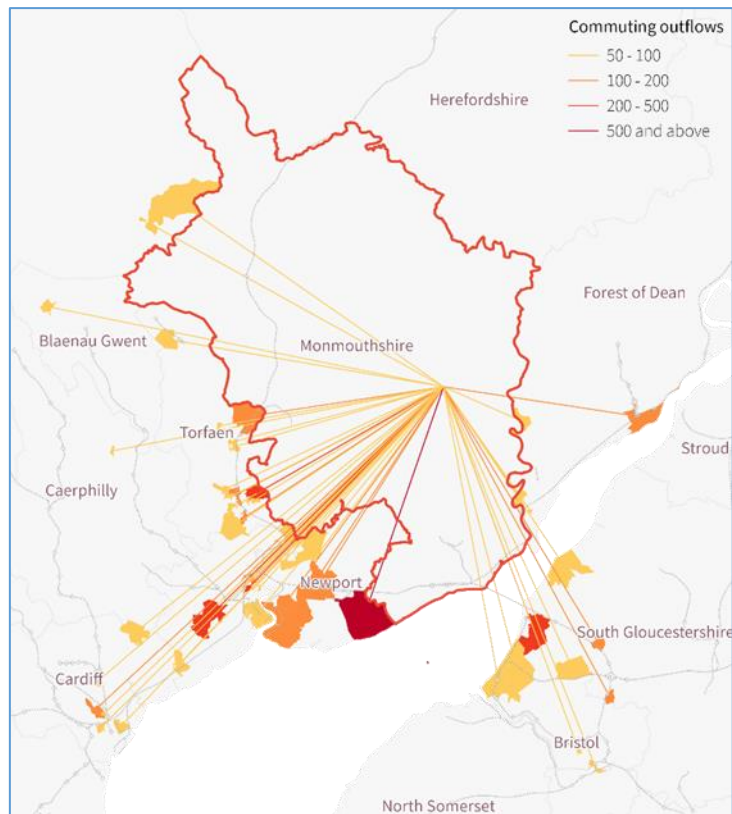 Commuting outflows
50 - 100
100 - 200
200 - 500
500 and above
Herefordshire
Forest of Dean
Blaenau Gwent
Monmouthshire
Torfaen
Stroud
Caerphilly
Newport
South Gloucestershire
Cardiff
Bristol
North Somerset